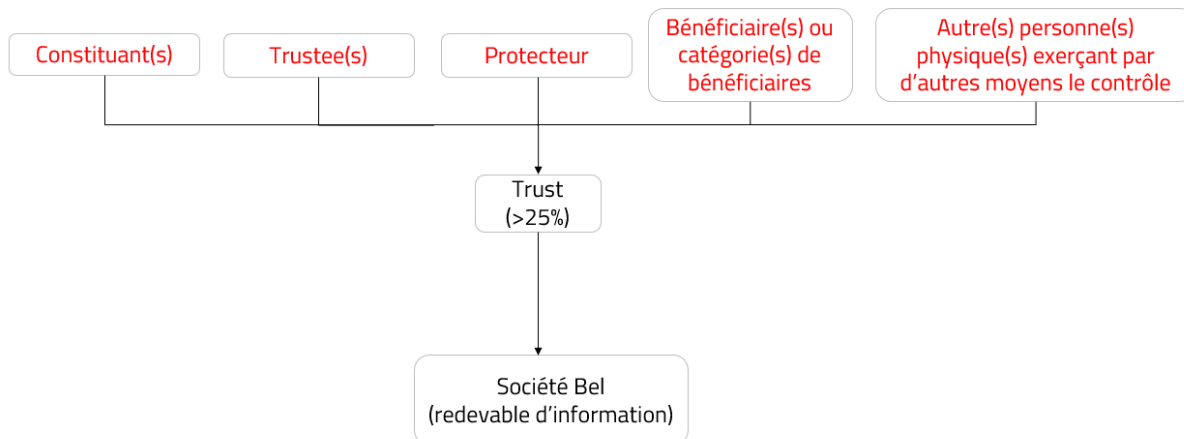 Constituant(s)
Trustee(s)
Protecteur
Bénéficiaire(s) ou
catégorie(s) de
bénéficiaires
Autre(s) personne(s)
physique(s) exerçant par
d’autres moyens le contrôle
Trust
(>25%)
Société Bel
(redevable d’information)